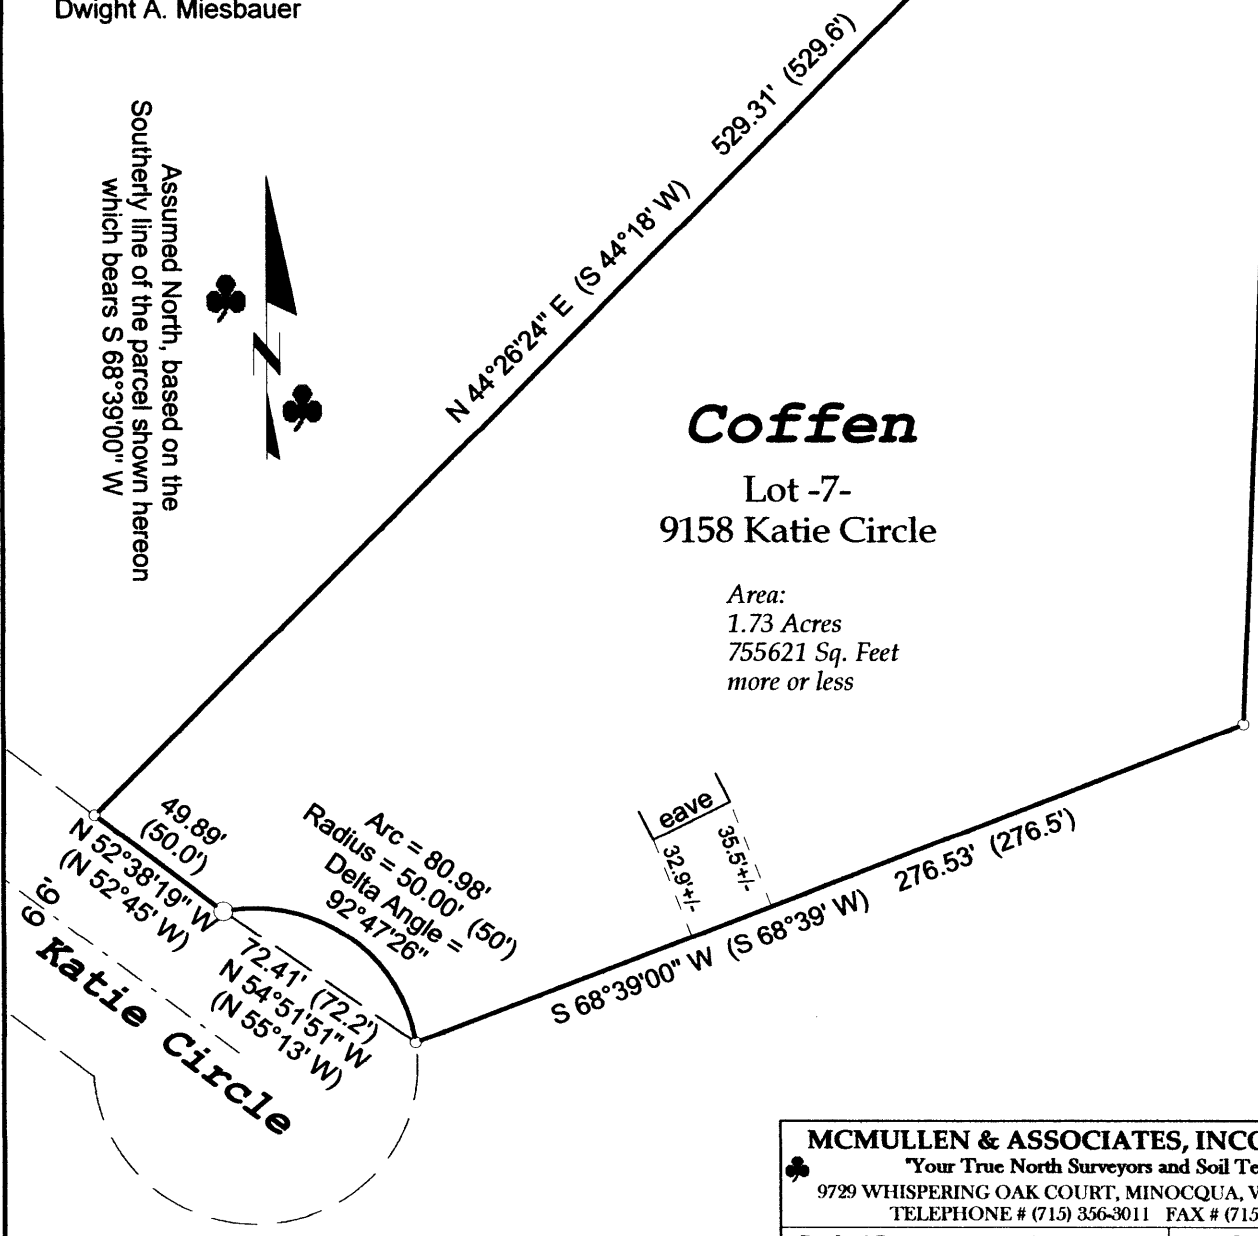 Dwight A. Miesbauer
529.31' (529.6')
N 44°26'24" E (S 44°18' W)
Assumed North, based on the
Southerly line of the parcel shown hereon
which bears S 68°39'00" W
N
Coffen
Lot -7-
9158 Katie Circle
Area:
1.73 Acres
755621 Sq. Feet
more or less
49.89'
(50.0')
N 52°38'19" W
(N 52°45' W)
Arc = 80.98'
Radius = 50.00' (50')
Delta Angle =
92°47'26"
eave
32.9'+/-
35.5'+/-
S 68°39'00" W (S 68°39' W) 276.53' (276.5')
72.41' (72.2')
N 54°51'51" W
(N 55°13' W)
66'
Katie Circle
MCMULLEN & ASSOCIATES, INCO
"Your True North Surveyors and Soil Te
9729 WHISPERING OAK COURT, MINOCQUA, W
TELEPHONE # (715) 356-3011 FAX # (715